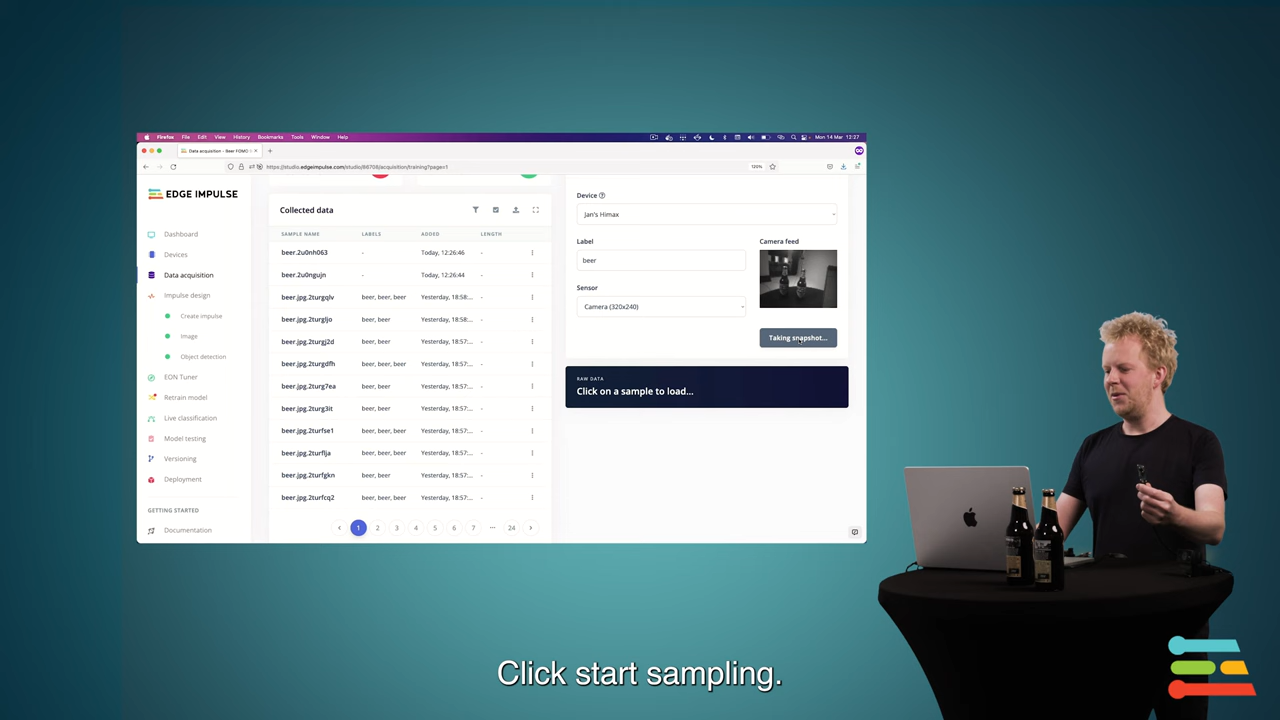 Firefox File Edit View History Bookmarks Tools Window Help
Mon 14 Mar 12:27
Data acquisition - Beer FOMO
https://studio.edgeimpulse.com/studio/86708/acquisition/training?page=1
120%
EDGE IMPULSE
Dashboard
Devices
Data acquisition
Impulse design
Create impulse
Image
Object detection
EON Tuner
Retrain model
Live classification
Model testing
Versioning
Deployment
GETTING STARTED
Documentation
Collected data
SAMPLE NAME LABELS ADDED LENGTH
beer.2u0nh063 - Today, 12:26:46 -
beer.2u0ngujn - Today, 12:26:44 -
beer.jpg.2turgqlv beer, beer, beer Yesterday, 18:58:... -
beer.jpg.2turgljo beer, beer Yesterday, 18:58:... -
beer.jpg.2turgj2d beer, beer Yesterday, 18:57:... -
beer.jpg.2turgdfh beer, beer Yesterday, 18:57:... -
beer.jpg.2turg7ea beer, beer Yesterday, 18:57:... -
beer.jpg.2turg3it beer, beer Yesterday, 18:57:... -
beer.jpg.2turfse1 beer, beer, beer Yesterday, 18:57:... -
beer.jpg.2turflja beer, beer Yesterday, 18:57:... -
beer.jpg.2turfgkn beer, beer Yesterday, 18:57:... -
beer.jpg.2turfcq2 beer, beer, beer Yesterday, 18:57:... -
1 2 3 4 5 6 7 ... 24
Device
Jan's Himax
Label
beer
Camera feed
Sensor
Camera (320x240)
Taking snapshot...
RAW DATA
Click on a sample to load...
Click start sampling.